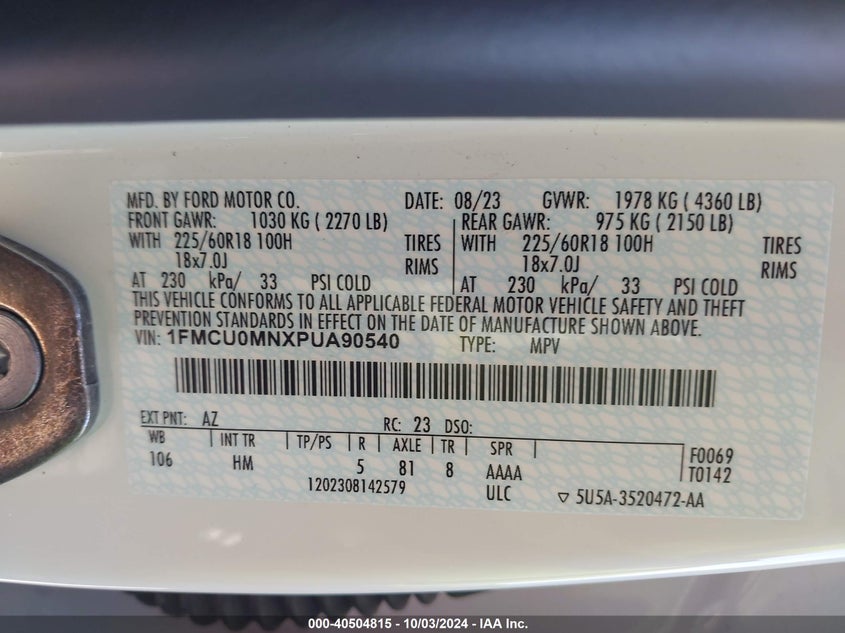 MFD. BY FORD MOTOR CO. DATE: 08/23 GVWR: 1978 KG ( 4360 LB)
FRONT GAWR: 1030 KG ( 2270 LB) REAR GAWR: 975 KG ( 2150 LB)
WITH 225/60R18 100H TIRES WITH 225/60R18 100H TIRES
18x7.0J RIMS 18x7.0J RIMS
AT 230 kPa/ 33 PSI COLD AT 230 kPa/ 33 PSI COLD
THIS VEHICLE CONFORMS TO ALL APPLICABLE FEDERAL MOTOR VEHICLE SAFETY AND THEFT
PREVENTION STANDARDS IN EFFECT ON THE DATE OF MANUFACTURE SHOWN ABOVE.
VIN: 1FMCU0MNXPUA90540 TYPE: MPV
EXT PNT: AZ RC: 23 DSO:
WB INT TR TP/PS R AXLE TR SPR F0069
106 HM 5 81 8 AAAA T0142
1202308142579 ULC ▽ 5U5A-3520472-AA
000-40504815 - 10/03/2024 - IAA Inc.